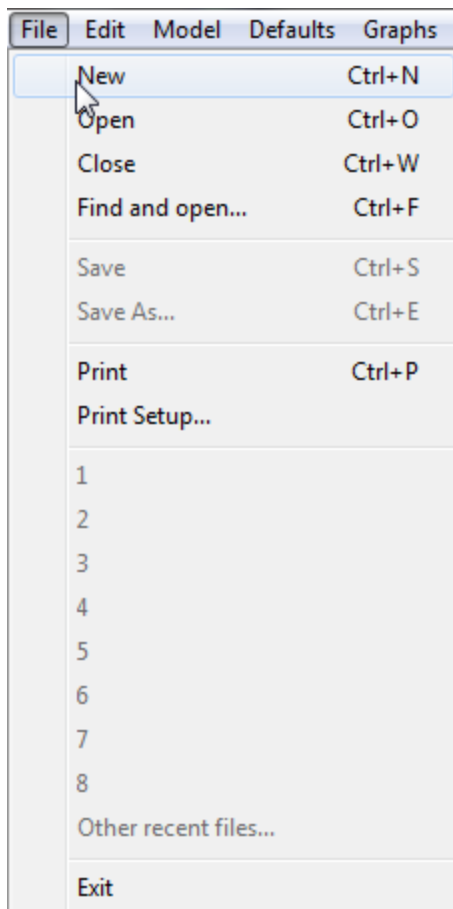 File Edit Model Defaults Graphs
New Ctrl+N
Open Ctrl+O
Close Ctrl+W
Find and open... Ctrl+F
Save Ctrl+S
Save As... Ctrl+E
Print Ctrl+P
Print Setup...
1
2
3
4
5
6
7
8
Other recent files...
Exit